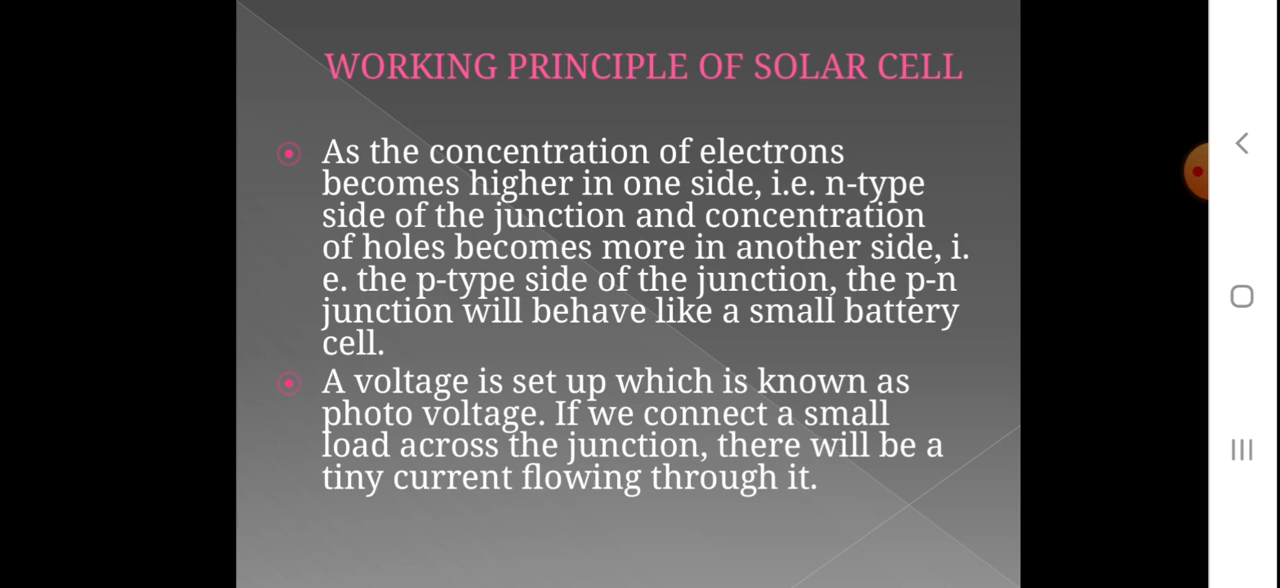 WORKING PRINCIPLE OF SOLAR CELL
As the concentration of electrons
becomes higher in one side, i.e. n-type
side of the junction and concentration
of holes becomes more in another side, i.
e. the p-type side of the junction, the p-n
junction will behave like a small battery
cell.
A voltage is set up which is known as
photo voltage. If we connect a small
load across the junction, there will be a
tiny current flowing through it.